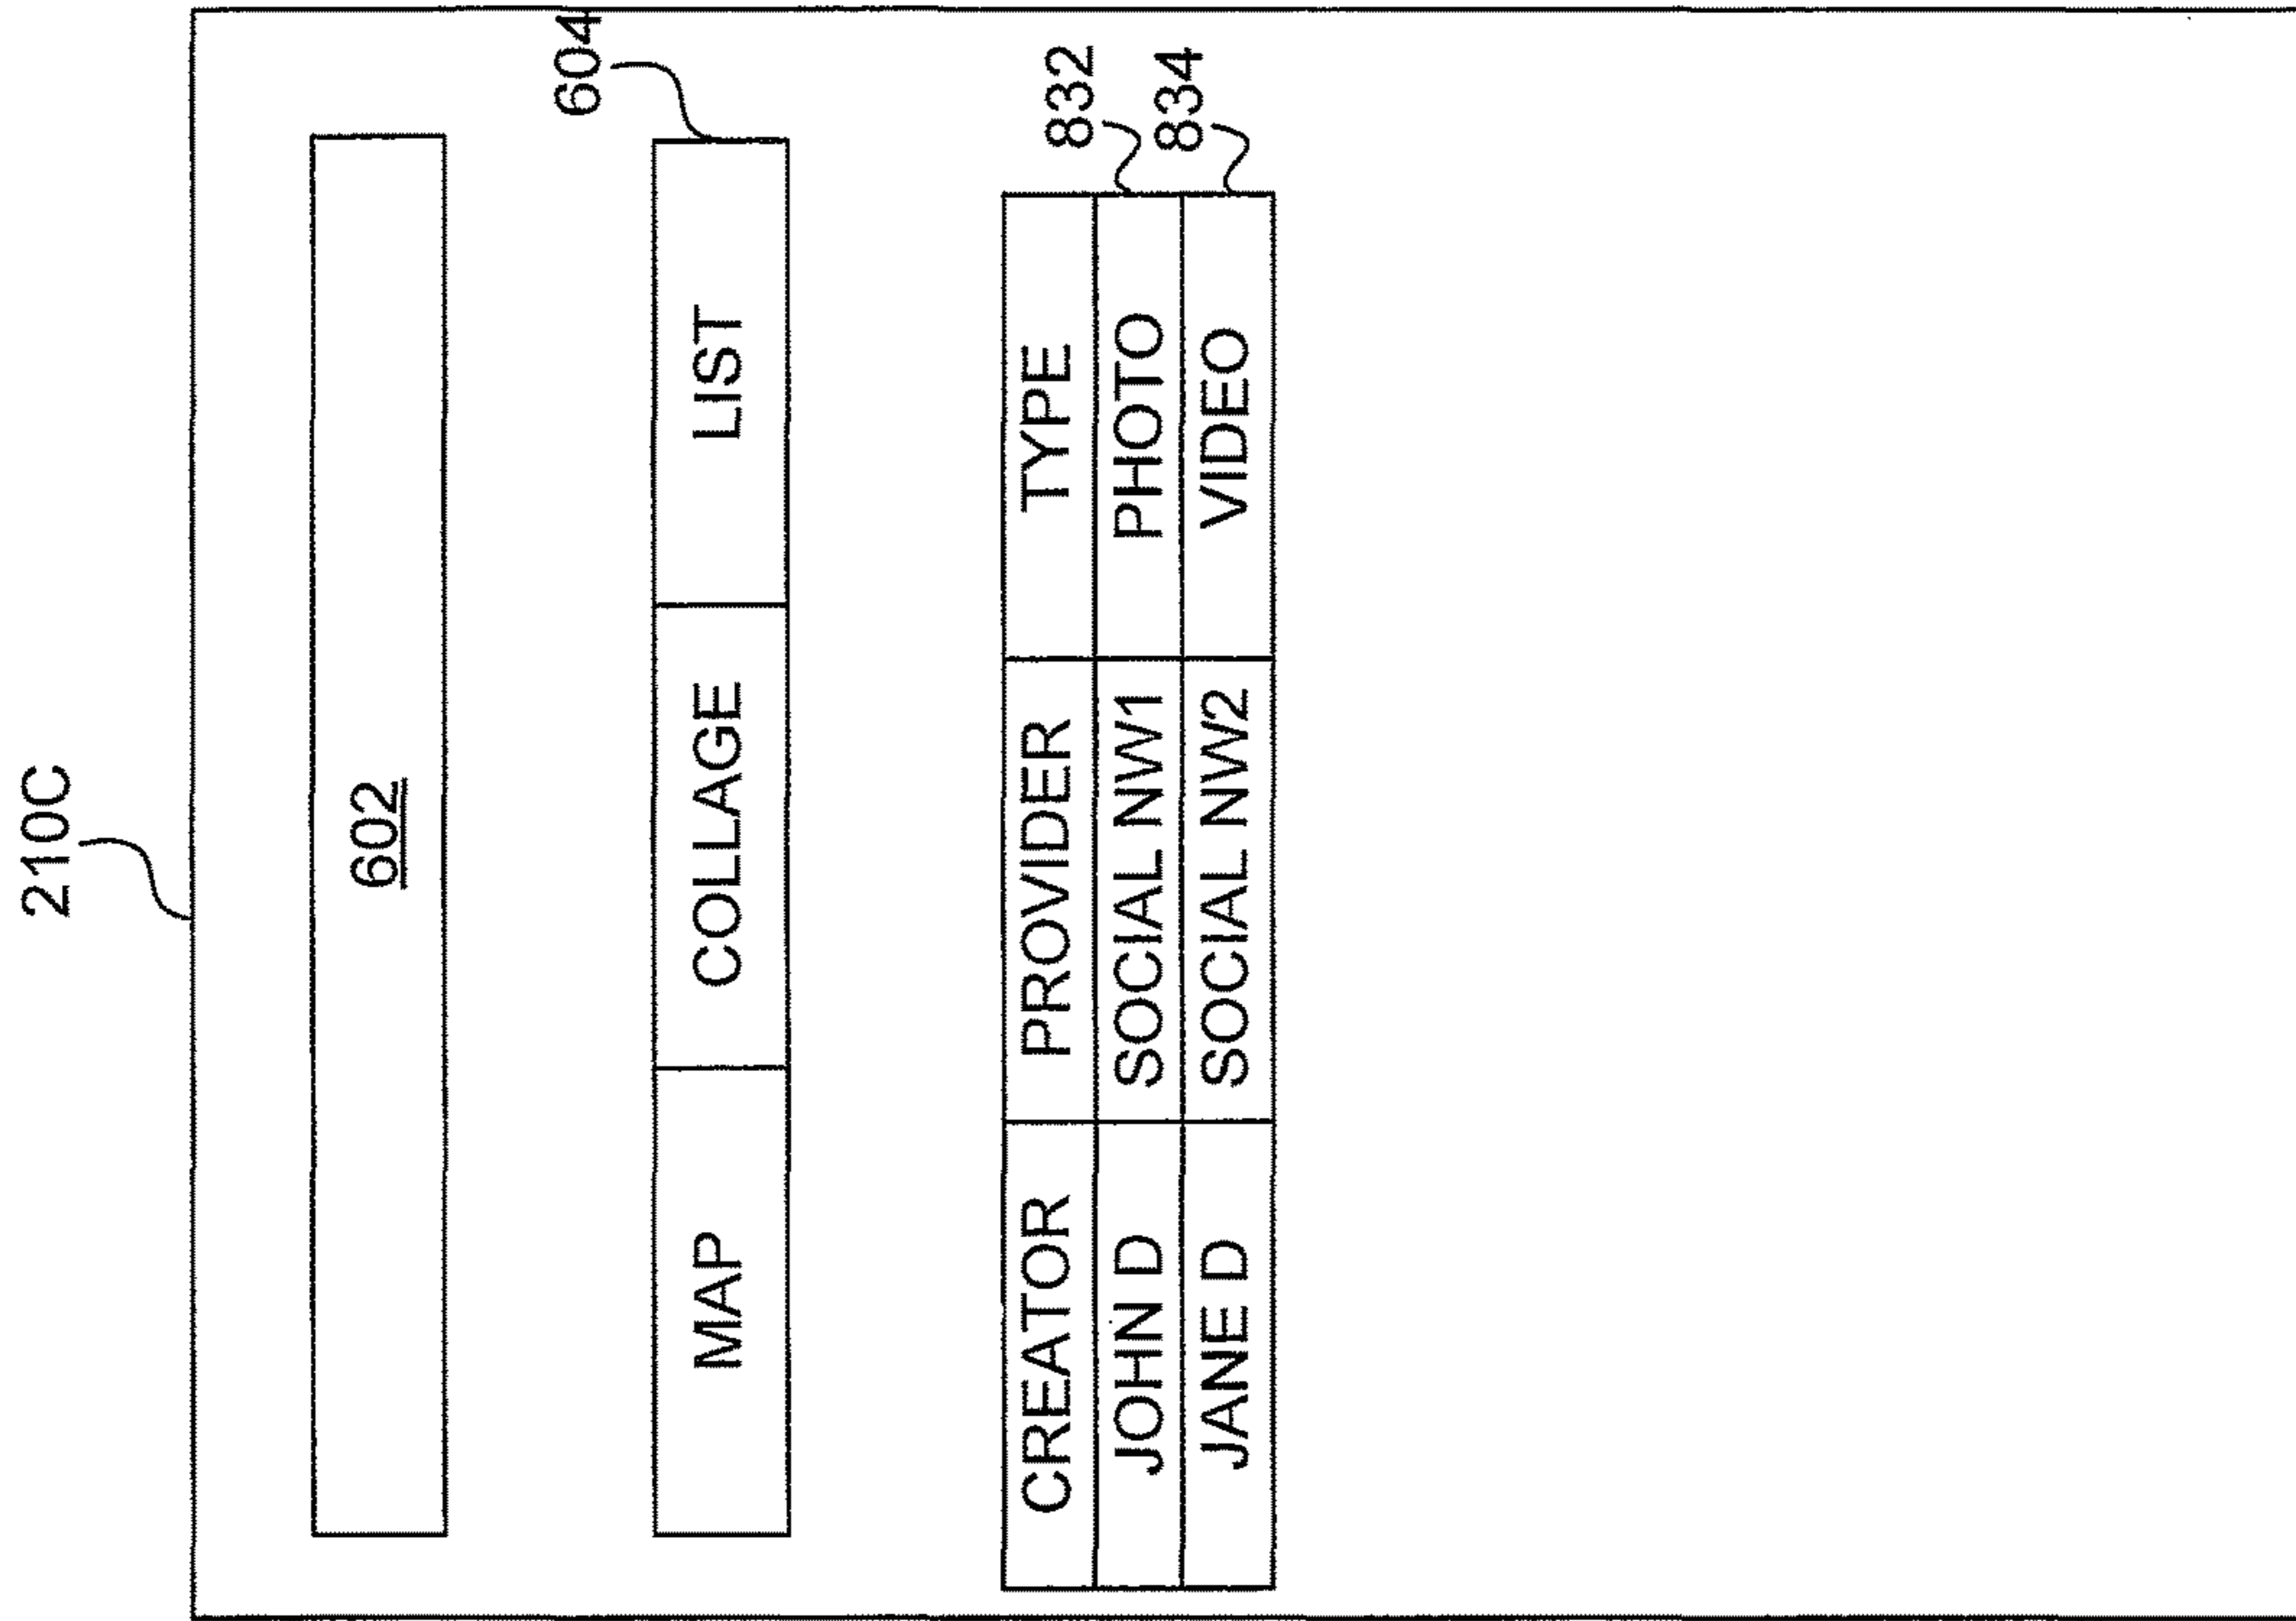 210C
602
604
MAP COLLAGE LIST
CREATOR PROVIDER TYPE
JOHN D SOCIAL NW1 PHOTO 832
JANE D SOCIAL NW2 VIDEO 834